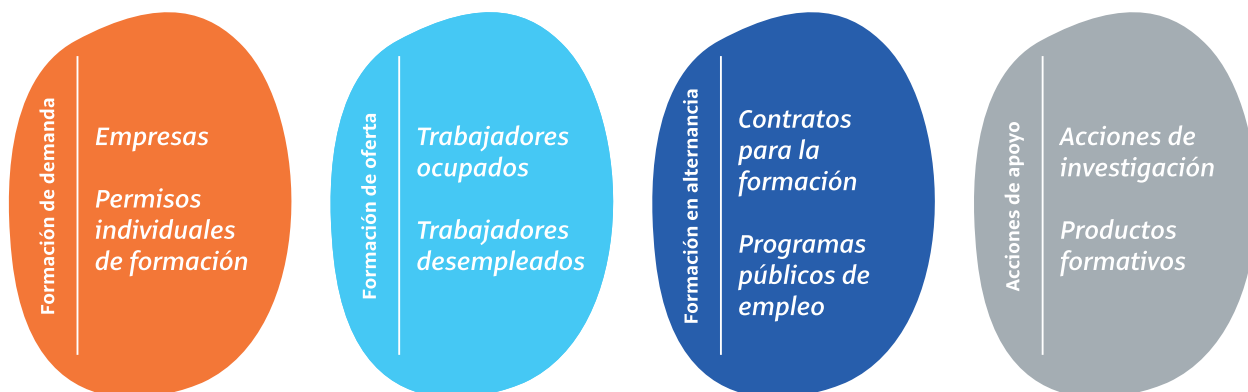 Formación de demanda
Empresas
Permisos
individuales
de formación
Formación de oferta
Trabajadores
ocupados
Trabajadores
desempleados
Formación en alternancia
Contratos
para la
formación
Programas
públicos de
empleo
Acciones de apoyo
Acciones de
investigación
Productos
formativos